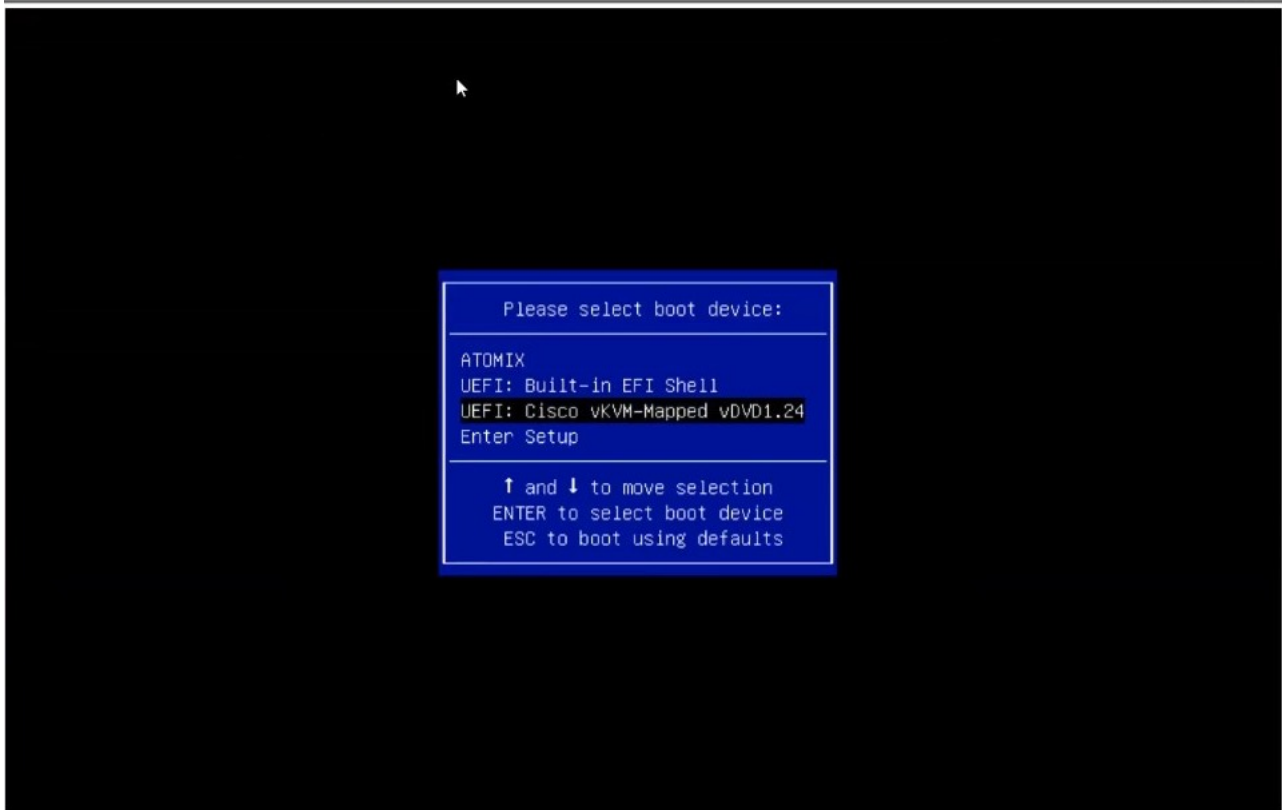 Please select boot device:
ATOMIX
UEFI: Built-in EFI Shell
UEFI: Cisco vKVM-Mapped vDVD1.24
Enter Setup
↑ and ↓ to move selection
ENTER to select boot device
ESC to boot using defaults